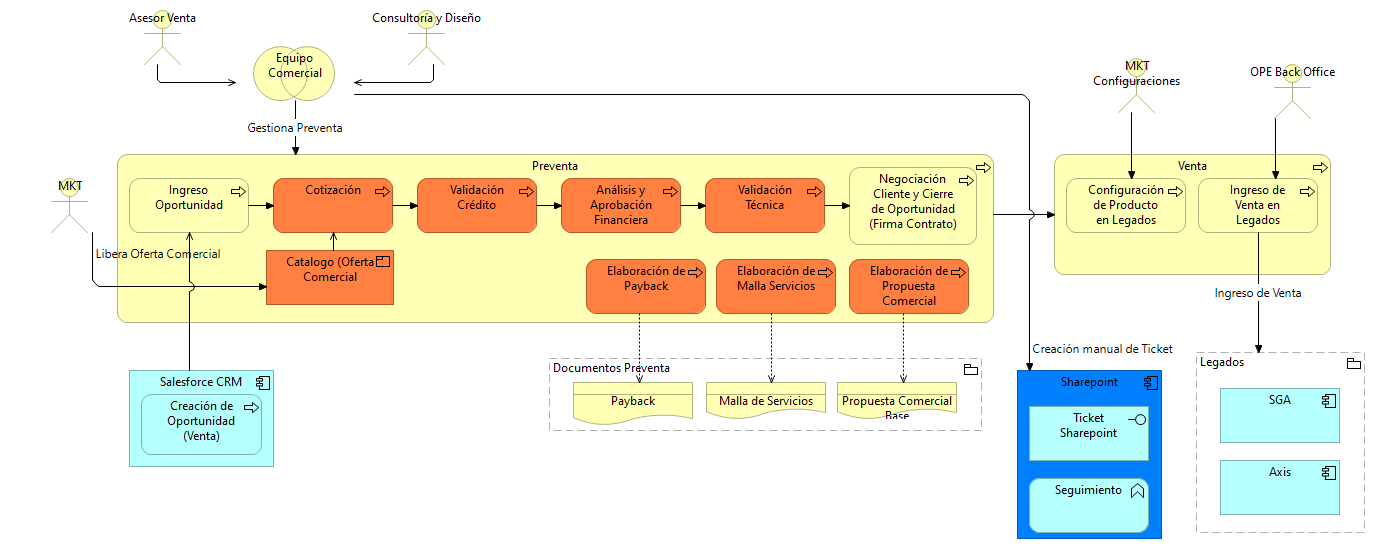 Asesor Venta
Consultoría y Diseño
Equipo
Comercial
MKT
Configuraciones
OPE Back Office
Gestiona Preventa
Preventa
Venta
MKT
Ingreso
Oportunidad
Cotización
Validación
Crédito
Análisis y
Aprobación
Financiera
Validación
Técnica
Negociación
Cliente y Cierre
de Oportunidad
(Firma Contrato)
Configuración
de Producto
en Legados
Ingreso de
Venta en
Legados
Libera Oferta Comercial
Catalogo (Oferta
Comercial
Elaboración de
Payback
Elaboración de
Malla Servicios
Elaboración de
Propuesta
Comercial
Ingreso de Venta
Creación manual de Ticket
Documentos Preventa
Payback
Malla de Servicios
Propuesta Comercial
Base
Salesforce CRM
Creación de
Oportunidad
(Venta)
Sharepoint
Ticket
Sharepoint
Seguimiento
Legados
SGA
Axis